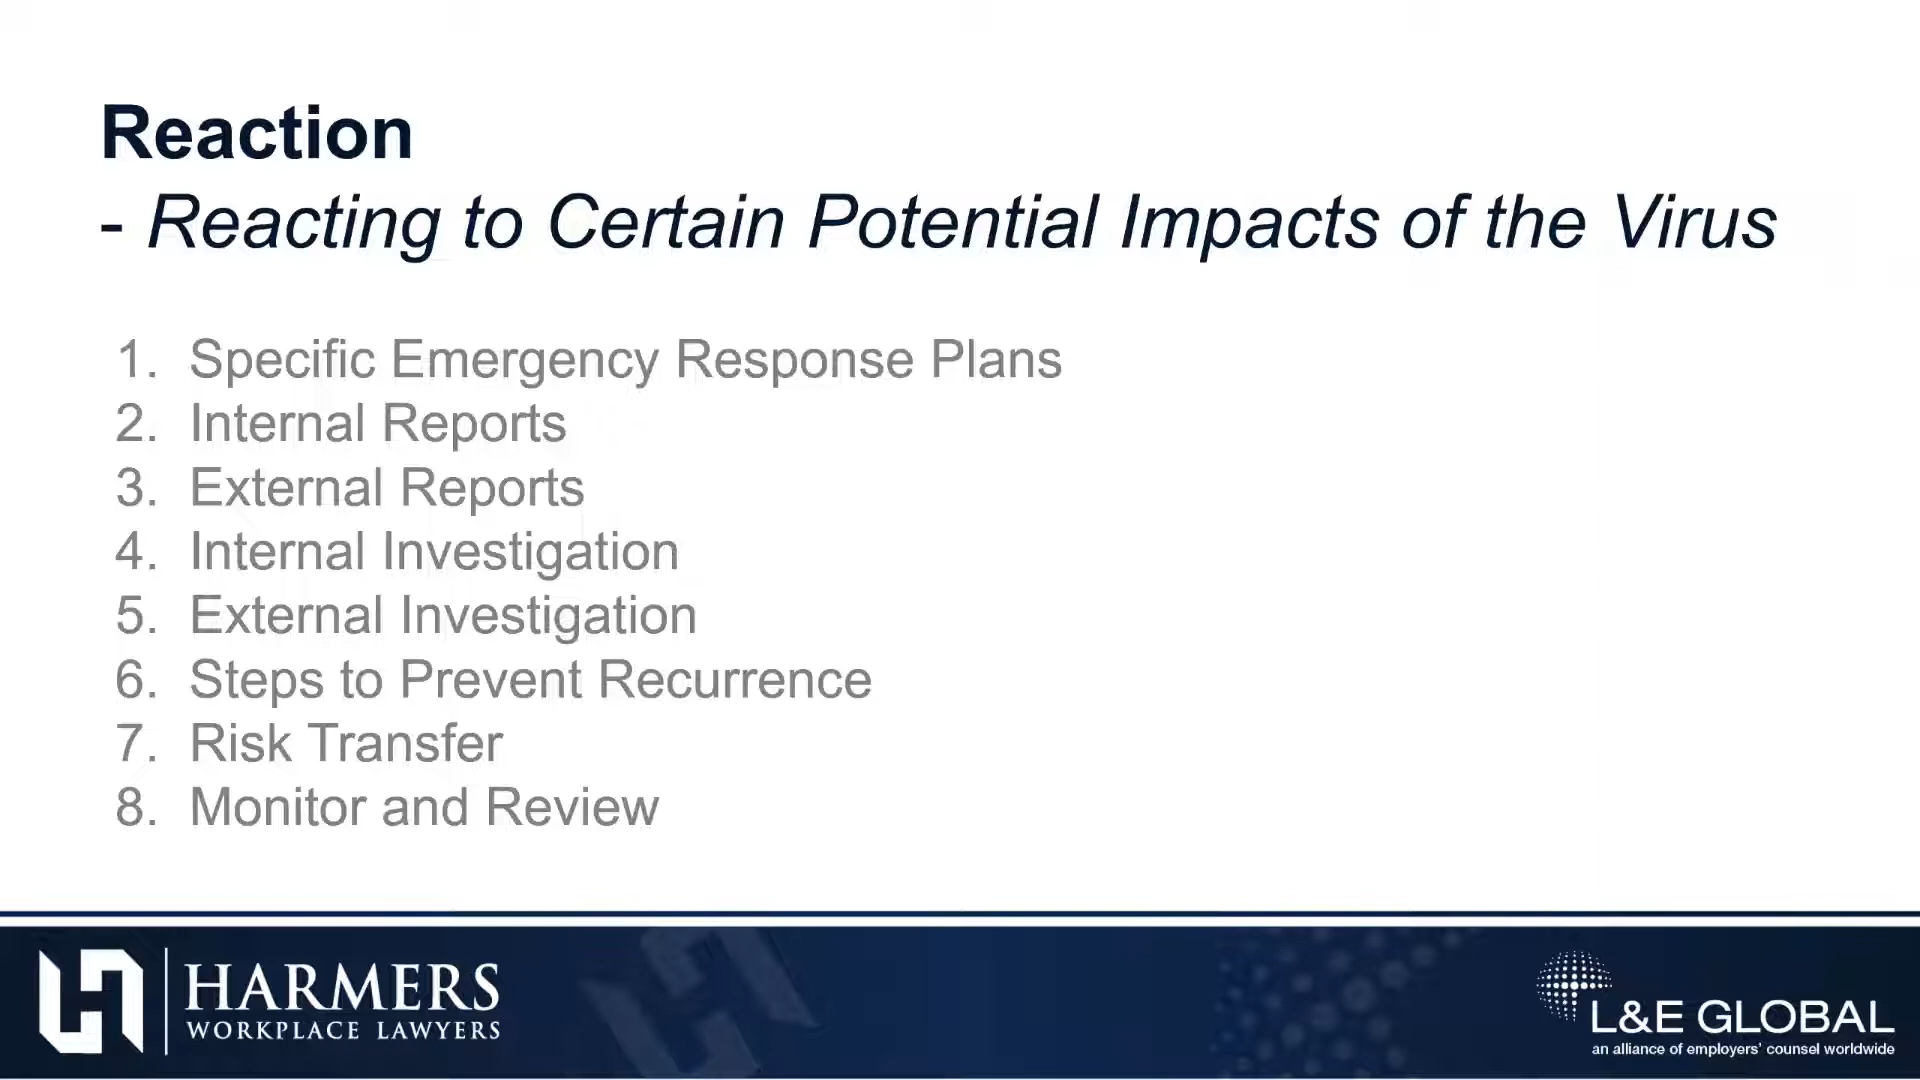 Reaction
- Reacting to Certain Potential Impacts of the Virus
1. Specific Emergency Response Plans
2. Internal Reports
3. External Reports
4. Internal Investigation
5. External Investigation
6. Steps to Prevent Recurrence
7. Risk Transfer
8. Monitor and Review
HARMERS
WORKPLACE LAWYERS
L&E GLOBAL
an alliance of employers' counsel worldwide